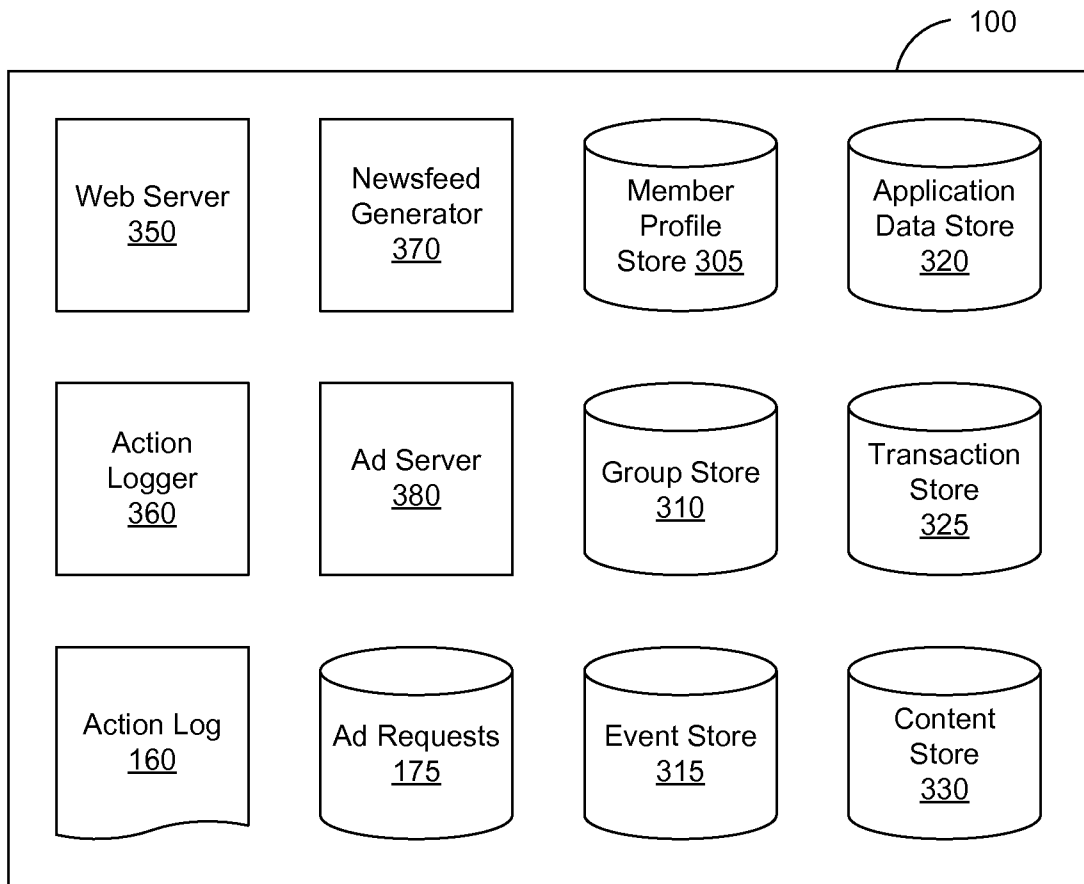 100
Web Server
350
Newsfeed
Generator
370
Member
Profile
Store 305
Application
Data Store
320
Action
Logger
360
Ad Server
380
Group Store
310
Transaction
Store
325
Action Log
160
Ad Requests
175
Event Store
315
Content
Store
330